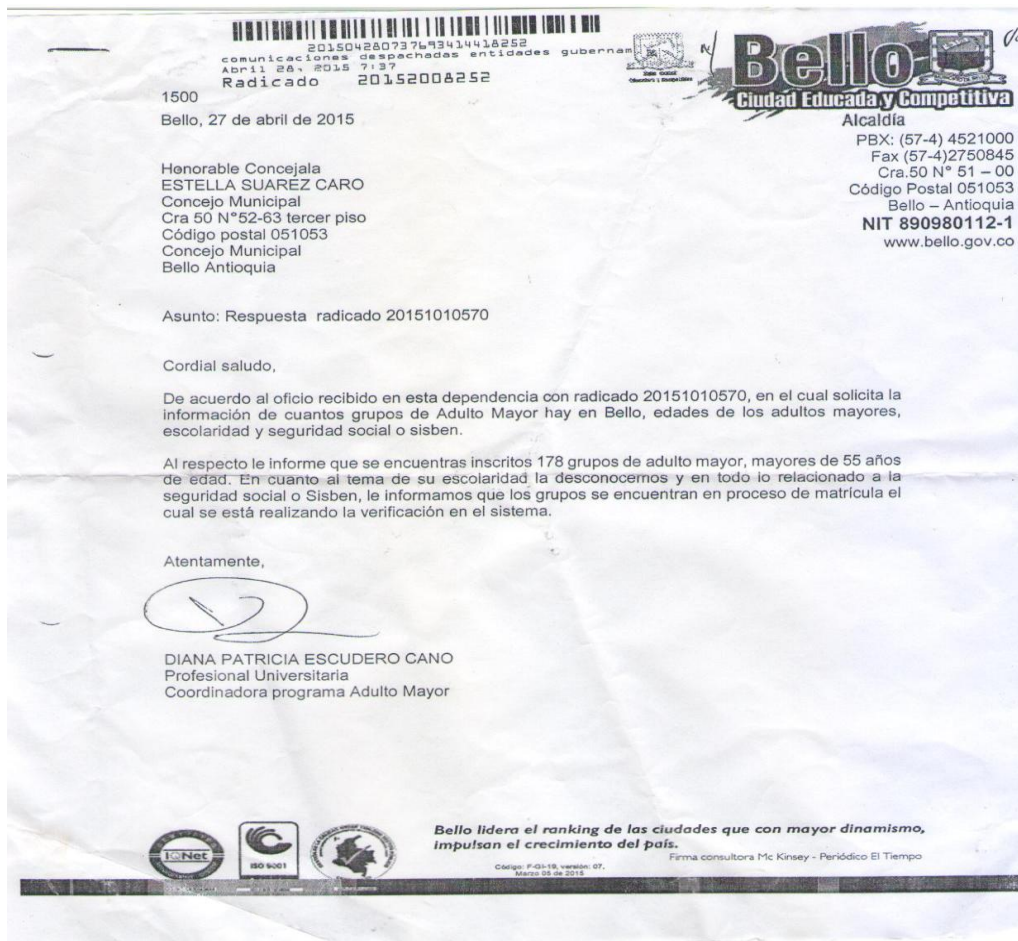 20150428073769341441825​2
comunicaciones despachadas entidades gubernam
Abril 28, 2015 7:37
Radicado 20152008252
Bello
Ciudad Educada y Competitiva
Alcaldía
PBX: (57-4) 4521000
Fax (57-4)2750845
Cra.50 N° 51 – 00
Código Postal 051053
Bello – Antioquia
NIT 890980112-1
www.bello.gov.co
1500
Bello, 27 de abril de 2015
Honorable Concejala
ESTELLA SUAREZ CARO
Concejo Municipal
Cra 50 N°52-63 tercer piso
Código postal 051053
Concejo Municipal
Bello Antioquia
Asunto: Respuesta radicado 20151010570
Cordial saludo,
De acuerdo al oficio recibido en esta dependencia con radicado 20151010570, en el cual solicita la
información de cuantos grupos de Adulto Mayor hay en Bello, edades de los adultos mayores,
escolaridad y seguridad social o sisben.
Al respecto le informe que se encuentras inscritos 178 grupos de adulto mayor, mayores de 55 años
de edad. En cuanto al tema de su escolaridad la desconocemos y en todo lo relacionado a la
seguridad social o Sisben, le informamos que los grupos se encuentran en proceso de matrícula el
cual se está realizando la verificación en el sistema.
Atentamente,
DIANA PATRICIA ESCUDERO CANO
Profesional Universitaria
Coordinadora programa Adulto Mayor
IQNet
ISO 9001
Bello lidera el ranking de las ciudades que con mayor dinamismo,
impulsan el crecimiento del país.
Firma consultora Mc Kinsey - Periódico El Tiempo
Código: F-GI-19, versión: 07,
Marzo 05 de 2015